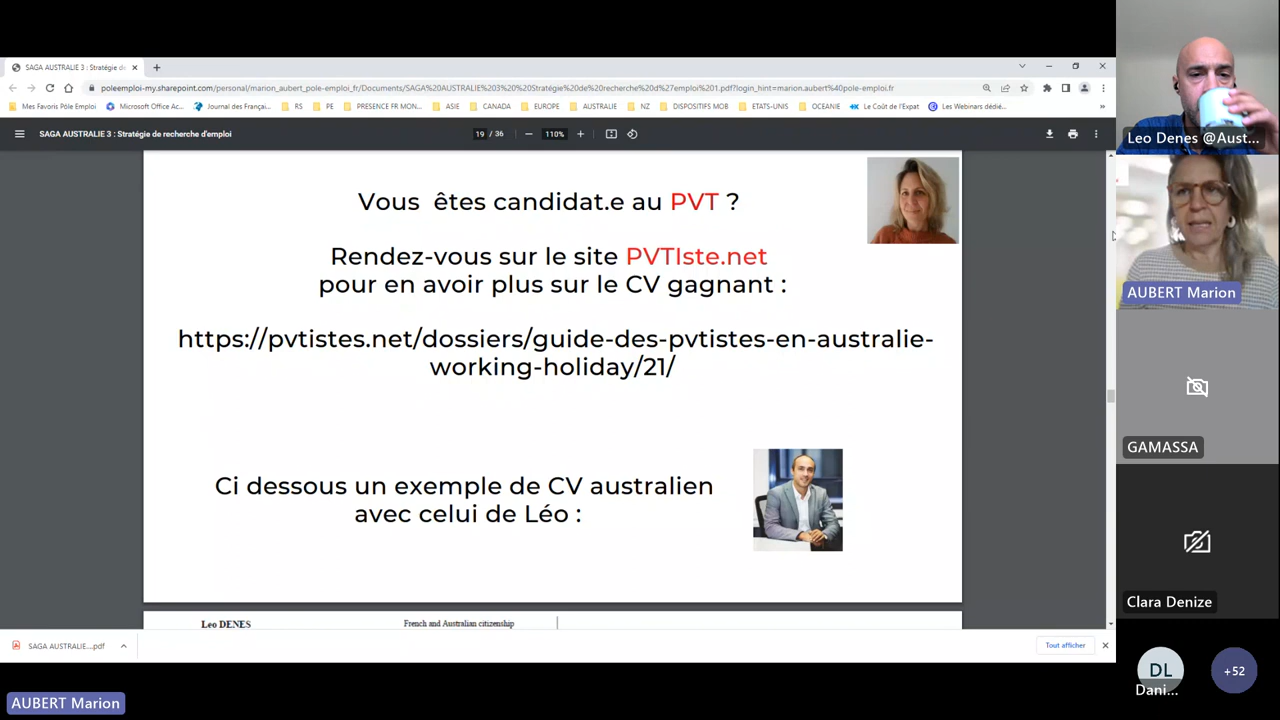 SAGA AUSTRALIE 3 : Stratégie de
poleemploi-my.sharepoint.com/personal/marion_aubert_pole-emploi_fr/Documents/SAGA%20AUSTRALIE%203%20%20Stratégie%20de%20recherche%20d%27emploi%201.pdf?login_hint=marion.aubert%40pole-emploi.fr
Mes Favoris Pôle Emploi Microsoft Office Ac... Journal des Françai... RS PE PRESENCE FR MON... ASIE CANADA EUROPE AUSTRALIE NZ DISPOSITIFS MOB ETATS-UNIS OCEANIE Le Coût de l'Expat Les Webinars dédié...
SAGA AUSTRALIE 3 : Stratégie de recherche d'emploi 19 / 36 110%
Vous êtes candidat.e au PVT ?
Rendez-vous sur le site PVTIste.net
pour en avoir plus sur le CV gagnant :
https://pvtistes.net/dossiers/guide-des-pvtistes-en-australie-
working-holiday/21/
Ci dessous un exemple de CV australien
avec celui de Léo :
Leo DENES French and Australian citizenship
SAGA AUSTRALIE....pdf Tout afficher
AUBERT Marion
Leo Denes @Aust...
AUBERT Marion
GAMASSA
Clara Denize
DL +52
Dani...